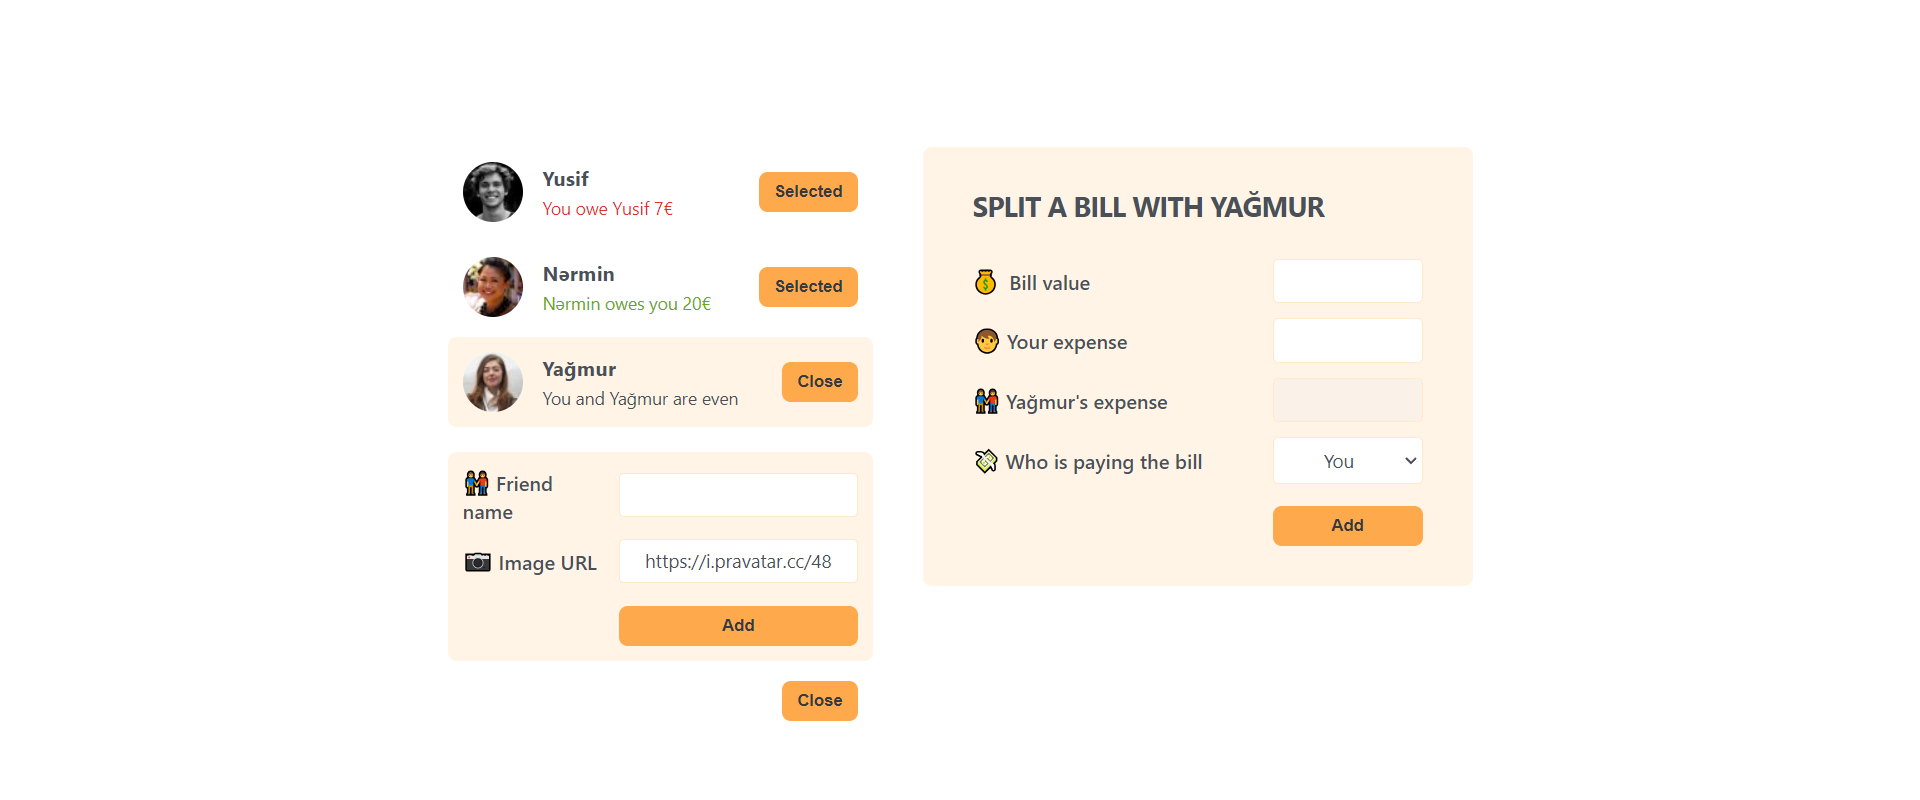 Yusif
You owe Yusif 7€
Selected
Nərmin
Nərmin owes you 20€
Selected
Yağmur
You and Yağmur are even
Close
Friend
name
Image URL
https://i.pravatar.cc/48
Add
Close
SPLIT A BILL WITH YAĞMUR
Bill value
Your expense
Yağmur's expense
Who is paying the bill
You
Add